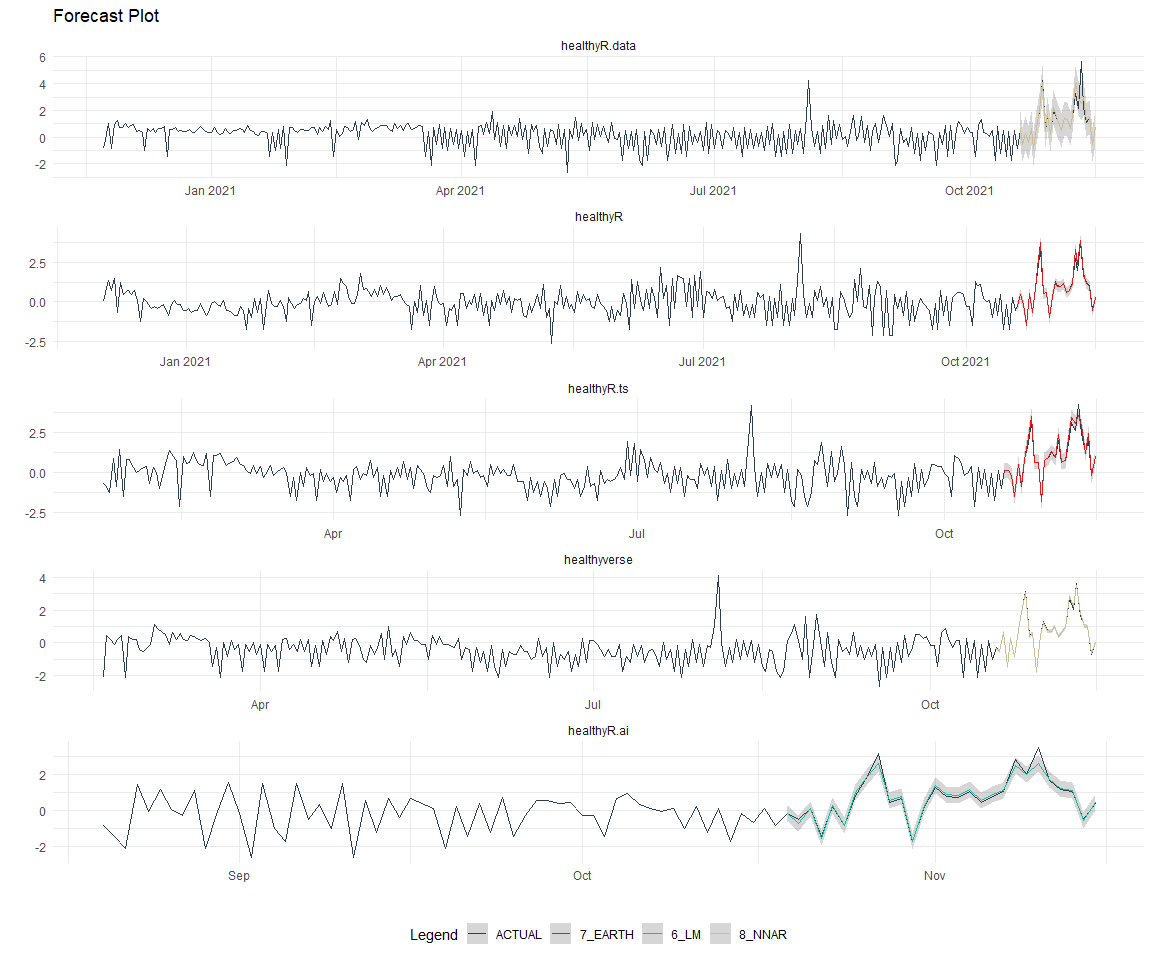 Forecast Plot
healthyR.data
6
4
2
0
-2
Jan 2021 Apr 2021 Jul 2021 Oct 2021
healthyR
2.5
0.0
-2.5
Jan 2021 Apr 2021 Jul 2021 Oct 2021
healthyR.ts
2.5
0.0
-2.5
Apr Jul Oct
healthyverse
4
2
0
-2
Apr Jul Oct
healthyR.ai
2
0
-2
Sep Oct Nov
Legend ACTUAL 7_EARTH 6_LM 8_NNAR